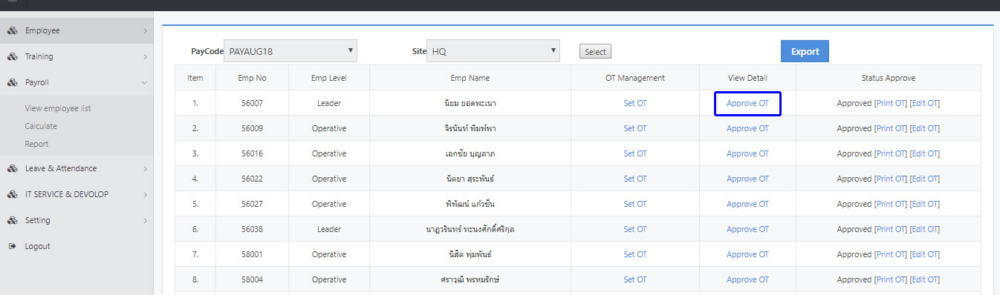 Employee
Training
Payroll
View employee list
Calculate
Report
Leave & Attendance
IT SERVICE & DEVOLOP
Setting
Logout
PayCode PAYAUG18 Site HQ Select Export
Item Emp No Emp Level Emp Name OT Management View Detail Status Approve
1. 56007 Leader นิยม ยอดพะเนา Set OT Approve OT Approved [Print OT] [Edit OT]
2. 56009 Operative จิรนันท์ พิมพ์พา Set OT Approve OT Approved [Print OT] [Edit OT]
3. 56016 Operative เอกชัย บุญลาภ Set OT Approve OT Approved [Print OT] [Edit OT]
4. 56022 Operative นิตยา สุระพันธ์ Set OT Approve OT Approved [Print OT] [Edit OT]
5. 56027 Operative พิพัฒน์ แก้วชื่น Set OT Approve OT Approved [Print OT] [Edit OT]
6. 56038 Leader นาฏวรินทร์ ทะนงศักดิ์ศรีกุล Set OT Approve OT Approved [Print OT] [Edit OT]
7. 58001 Operative นิสิต พุ่มพันธ์ Set OT Approve OT Approved [Print OT] [Edit OT]
8. 58004 Operative ศราวุฒิ พรหมรักษ์ Set OT Approve OT Approved [Print OT] [Edit OT]